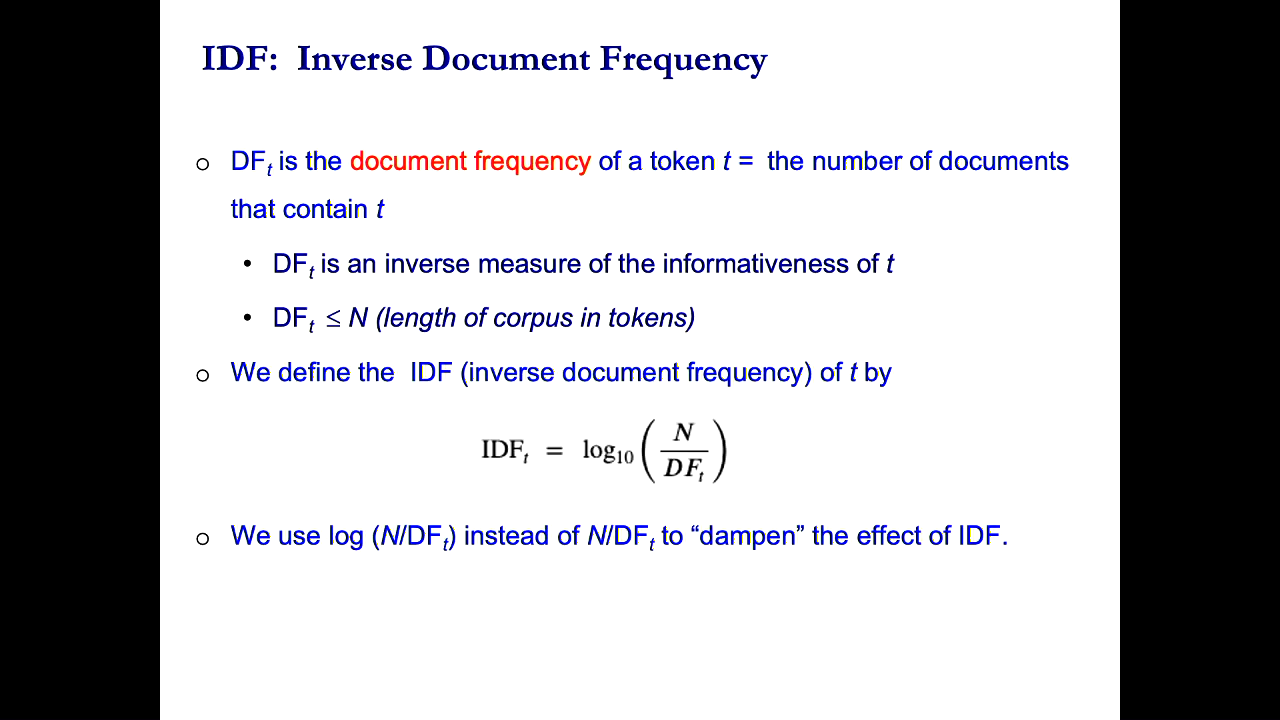 IDF: Inverse Document Frequency
○ DFₜ is the document frequency of a token t = the number of documents
that contain t
• DFₜ is an inverse measure of the informativeness of t
• DFₜ ≤ N (length of corpus in tokens)
○ We define the IDF (inverse document frequency) of t by
IDFₜ = log₁₀ (N / DFₜ)
○ We use log (N/DFₜ) instead of N/DFₜ to “dampen” the effect of IDF.